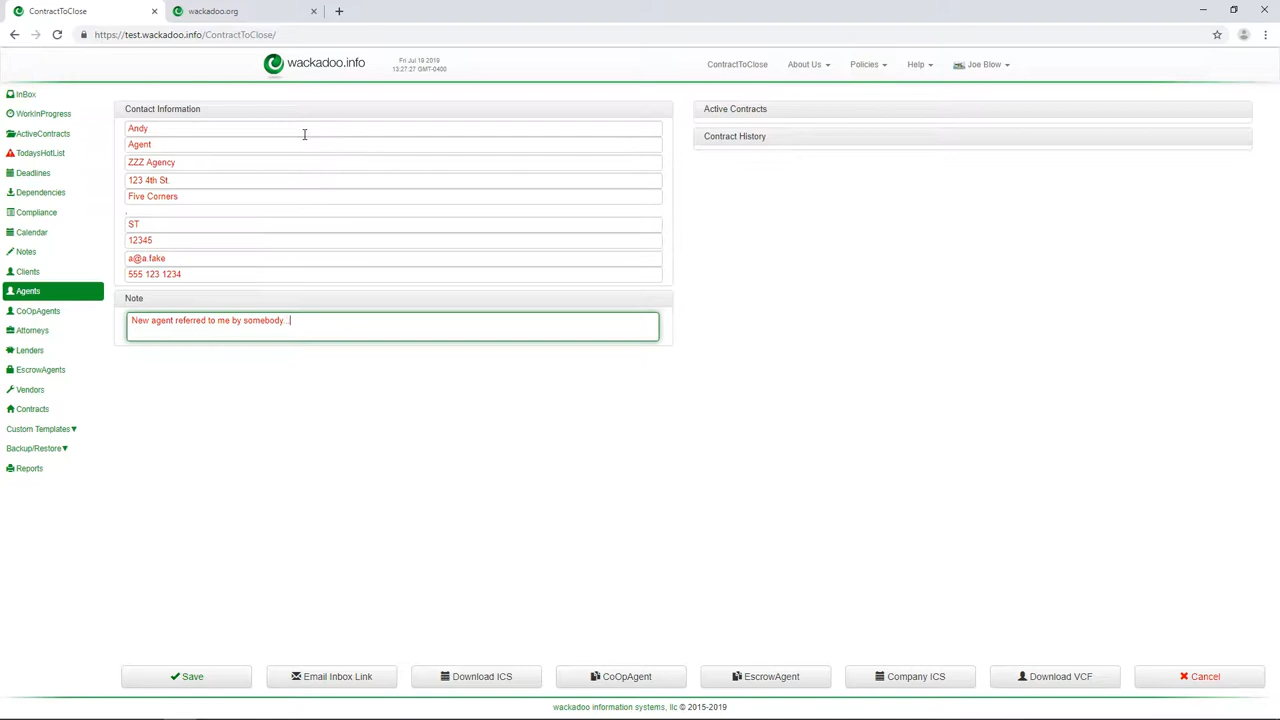 ContractToClose
wackadoo.org
https://test.wackadoo.info/ContractToClose/
wackadoo.info
Fri Jul 19 2019
13:27:27 GMT-0400
ContractToClose
About Us
Policies
Help
Joe Blow
InBox
WorkInProgress
ActiveContracts
TodaysHotList
Deadlines
Dependencies
Compliance
Calendar
Notes
Clients
Agents
CoOpAgents
Attorneys
Lenders
EscrowAgents
Vendors
Contracts
Custom Templates▼
Backup/Restore▼
Reports
Contact Information
Andy
Agent
ZZZ Agency
123 4th St.
Five Corners
,
ST
12345
a@a.fake
555 123 1234
Note
New agent referred to me by somebody...
Active Contracts
Contract History
Save
Email Inbox Link
Download ICS
CoOpAgent
EscrowAgent
Company ICS
Download VCF
Cancel
wackadoo information systems, llc © 2015-2019